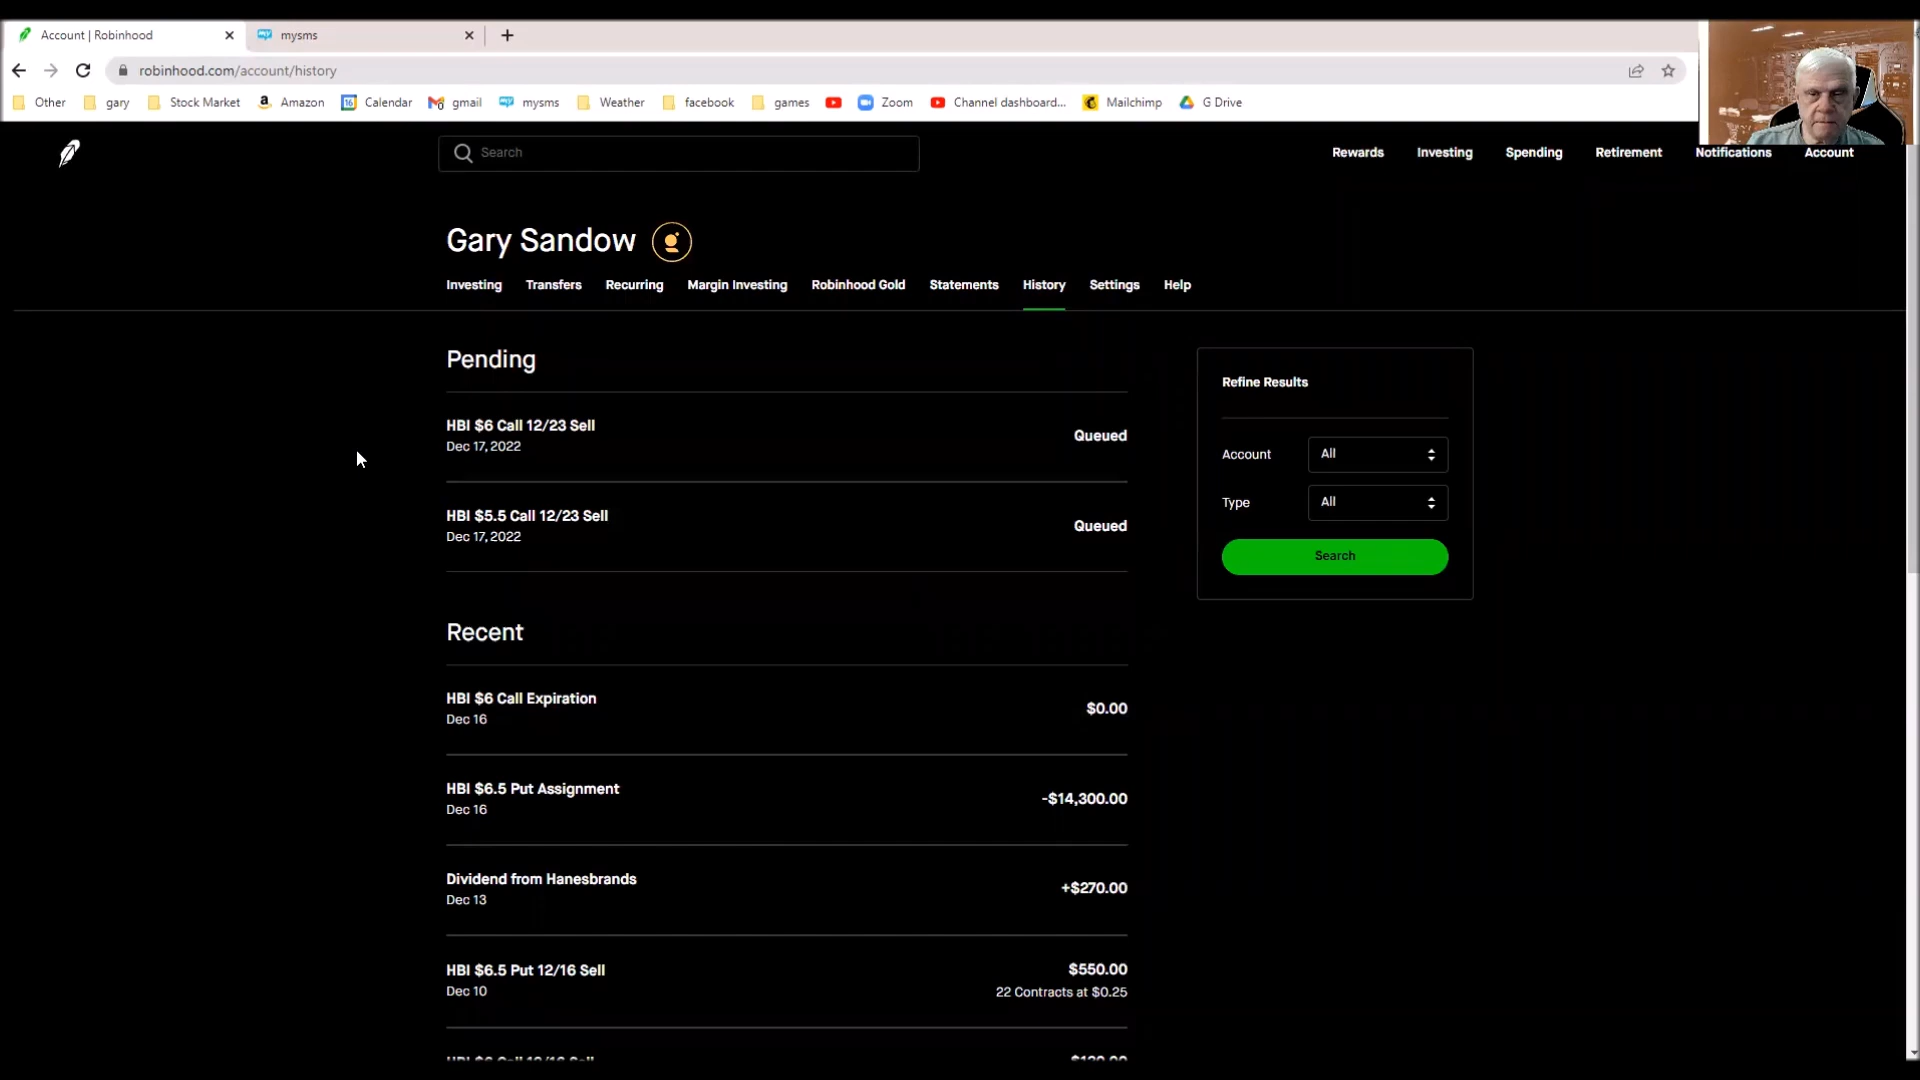 Account | Robinhood
mysms
robinhood.com/account/history
Other gary Stock Market Amazon Calendar gmail mysms Weather facebook games Zoom Channel dashboard... Mailchimp G Drive
Search
Rewards Investing Spending Retirement Notifications Account
Gary Sandow
Investing Transfers Recurring Margin Investing Robinhood Gold Statements History Settings Help
Pending
HBI $6 Call 12/23 Sell
Dec 17, 2022
Queued
HBI $5.5 Call 12/23 Sell
Dec 17, 2022
Queued
Refine Results
Account All
Type All
Search
Recent
HBI $6 Call Expiration
Dec 16
$0.00
HBI $6.5 Put Assignment
Dec 16
-$14,300.00
Dividend from Hanesbrands
Dec 13
+$270.00
HBI $6.5 Put 12/16 Sell
Dec 10
$550.00
22 Contracts at $0.25